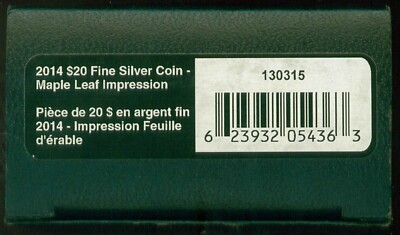 2014 $20 Fine Silver Coin -
Maple Leaf Impression
Pièce de 20 $ en argent fin
2014 - Impression Feuille
d'érable
130315
6 23932 05436 3